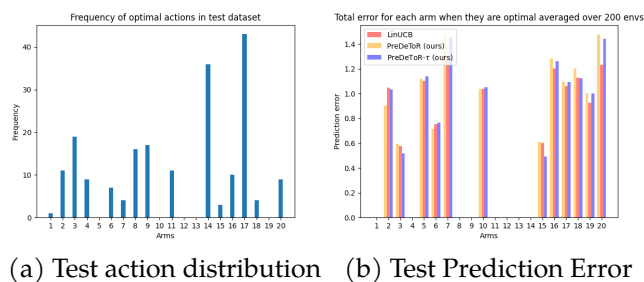 Frequency of optimal actions in test dataset
40
30
20
10
0
Frequency
1 2 3 4 5 6 7 8 9 10 11 12 13 14 15 16 17 18 19 20
Arms
Total error for each arm when they are optimal averaged over 200 envs
LinUCB
PreDeToR (ours)
PreDeToR-τ (ours)
1.4
1.2
1.0
0.8
0.6
0.4
0.2
0.0
Prediction error
1 2 3 4 5 6 7 8 9 10 11 12 13 14 15 16 17 18 19 20
Arms
(a) Test action distribution
(b) Test Prediction Error